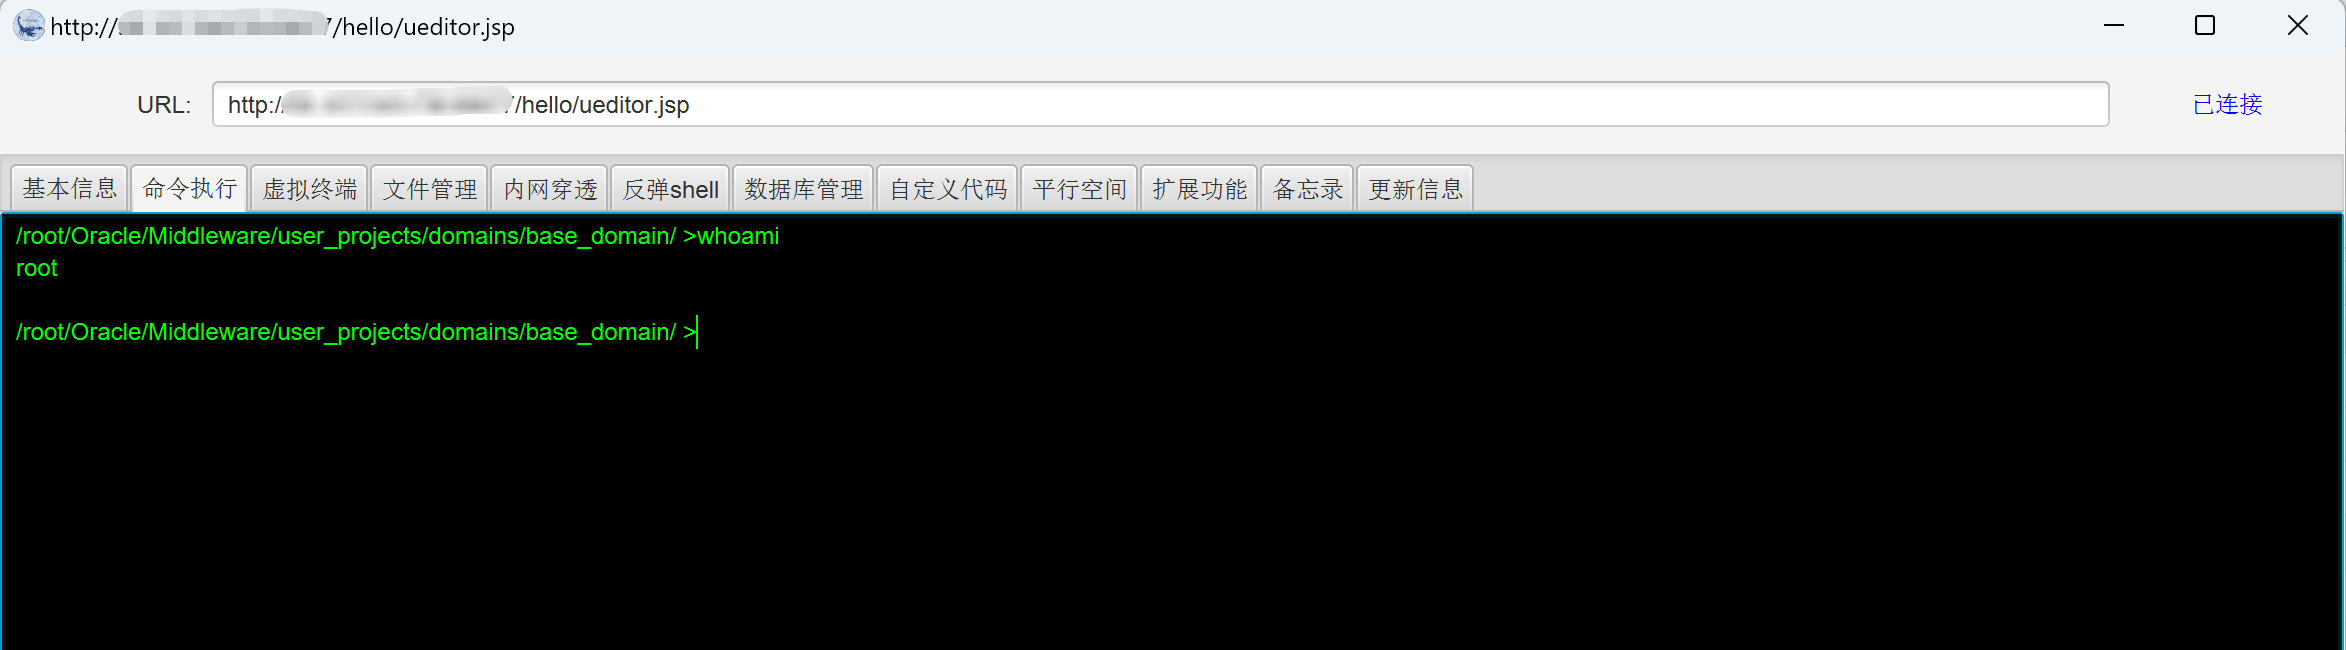 http:// /hello/ueditor.jsp
URL: http:/ /hello/ueditor.jsp 已连接
基本信息 命令执行 虚拟终端 文件管理 内网穿透 反弹shell 数据库管理 自定义代码 平行空间 扩展功能 备忘录 更新信息
/root/Oracle/Middleware/user_projects/domains/base_domain/ >whoami
root
/root/Oracle/Middleware/user_projects/domains/base_domain/ >